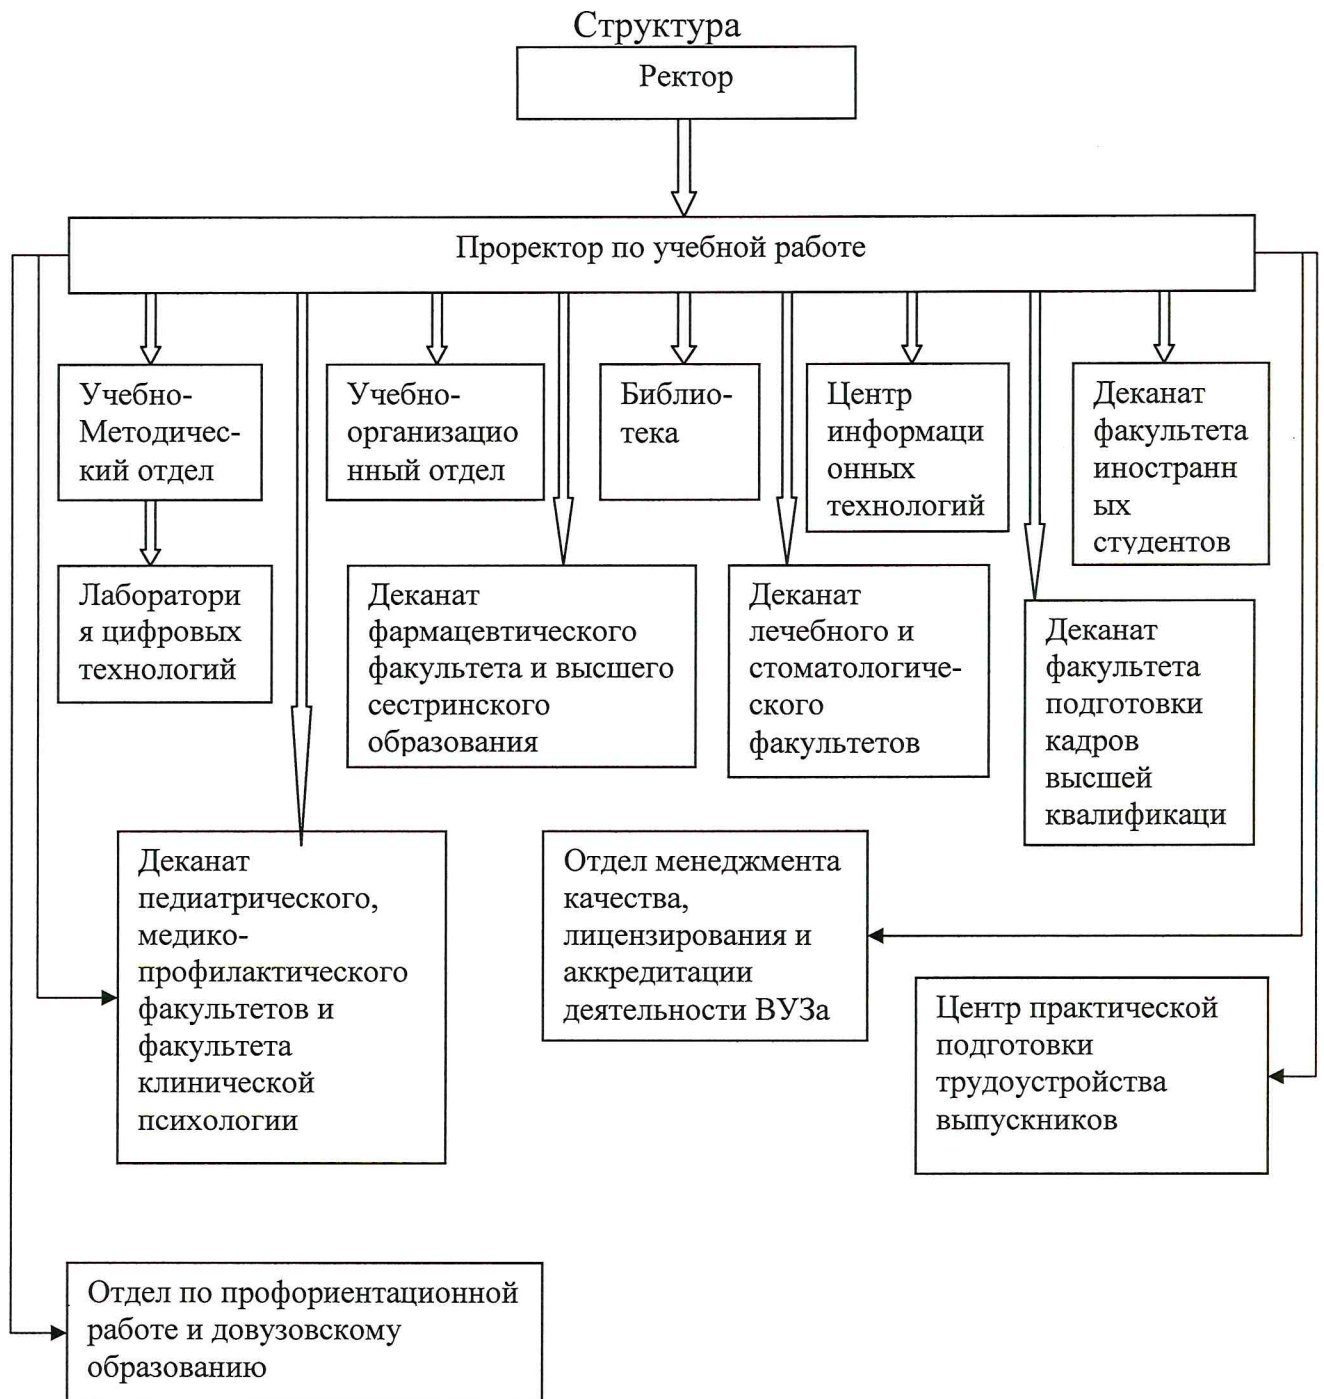 Структура
Ректор
Проректор по учебной работе
Учебно-
Методичес-
кий отдел
Учебно-
организацио
нный отдел
Библио-
тека
Центр
информаци
онных
технологий
Деканат
факультета
иностранн
ых
студентов
Лаборатори
я цифровых
технологий
Деканат
фармацевтического
факультета и высшего
сестринского
образования
Деканат
лечебного и
стоматологиче-
ского
факультетов
Деканат
факультета
подготовки
кадров
высшей
квалификаци
Деканат
педиатрического,
медико-
профилактического
факультетов и
факультета
клинической
психологии
Отдел менеджмента
качества,
лицензирования и
аккредитации
деятельности ВУЗа
Центр практической
подготовки
трудоустройства
выпускников
Отдел по профориентационной
работе и довузовскому
образованию